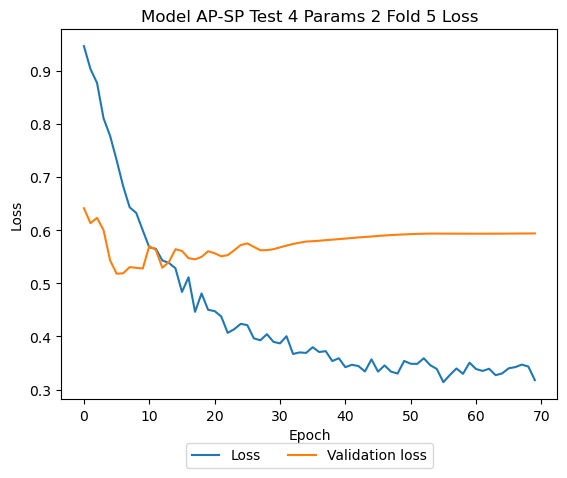 Model AP-SP Test 4 Params 2 Fold 5 Loss
Loss
0.9
0.8
0.7
0.6
0.5
0.4
0.3
0 10 20 30 40 50 60 70
Epoch
Loss Validation loss